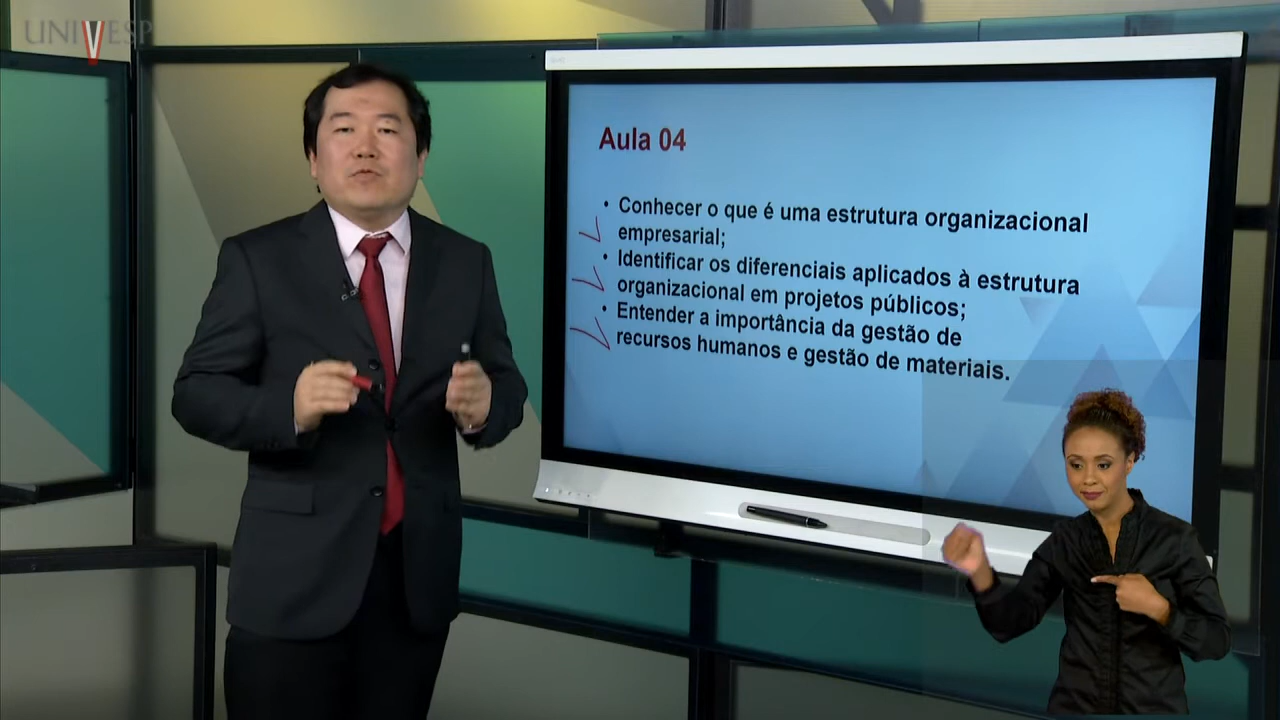 UNIVESP
Aula 04
• Conhecer o que é uma estrutura organizacional
empresarial;
• Identificar os diferenciais aplicados à estrutura
organizacional em projetos públicos;
• Entender a importância da gestão de
recursos humanos e gestão de materiais.